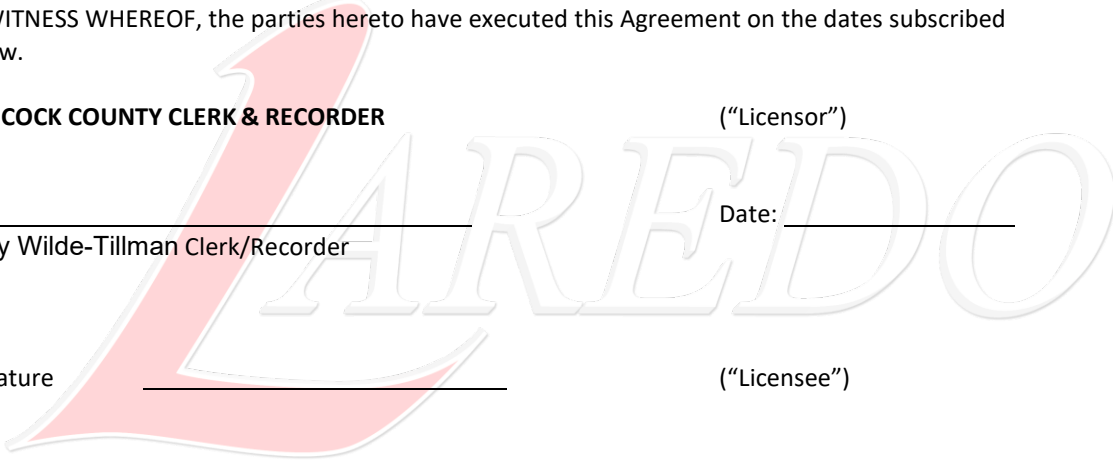 WITNESS WHEREOF, the parties hereto have executed this Agreement on the dates subscribed
w.
COCK COUNTY CLERK & RECORDER ("Licensor")
Date:
y Wilde-Tillman Clerk/Recorder
LAREDO
ature ("Licensee")